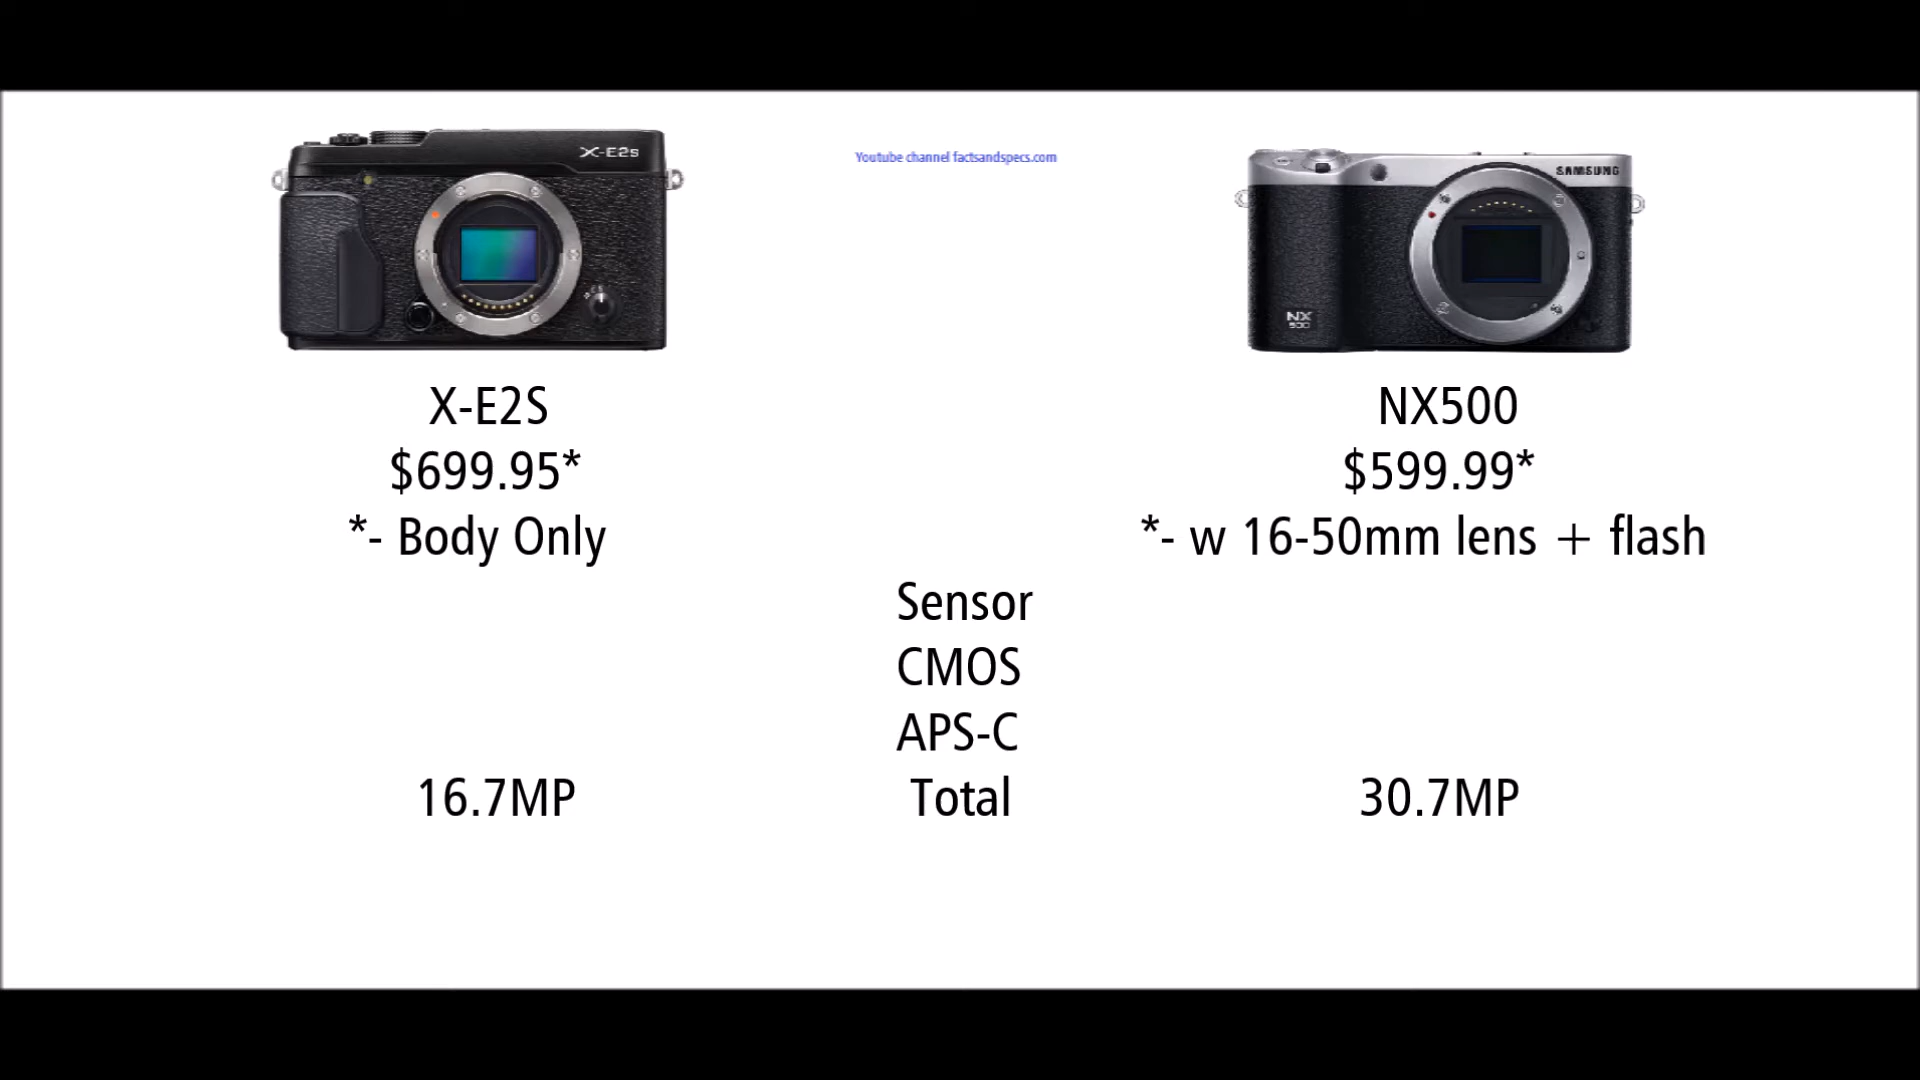 X-E2S
Youtube channel factsandspecs.com
SAMSUNG
NX
500
X-E2S
NX500
$699.95*
$599.99*
*- Body Only
*- w 16-50mm lens + flash
Sensor
CMOS
APS-C
16.7MP
Total
30.7MP